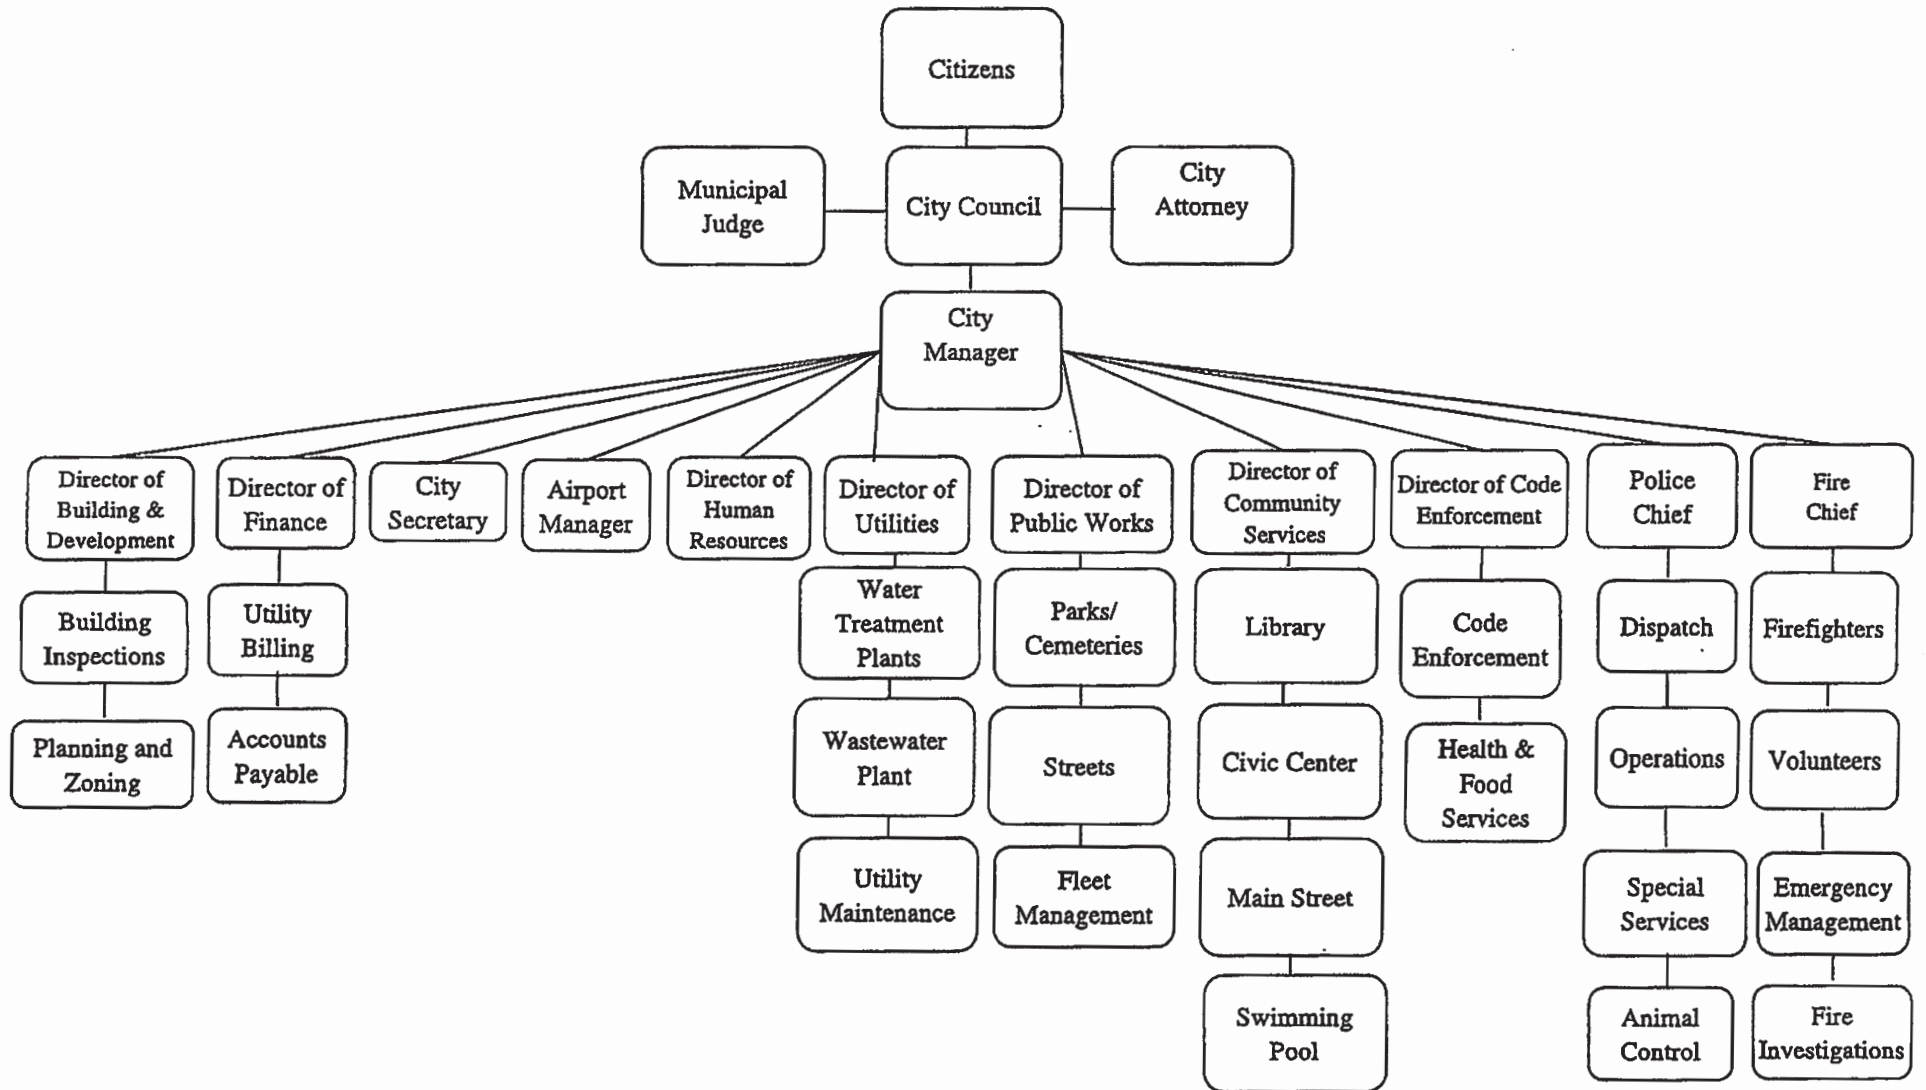 Citizens
Municipal
Judge
City Council
City
Attorney
City
Manager
Director of
Building &
Development
Director of
Finance
City
Secretary
Airport
Manager
Director of
Human
Resources
Director of
Utilities
Director of
Public Works
Director of
Community
Services
Director of Code
Enforcement
Police
Chief
Fire
Chief
Building
Inspections
Utility
Billing
Water
Treatment
Plants
Parks/
Cemeteries
Library
Code
Enforcement
Dispatch
Firefighters
Planning and
Zoning
Accounts
Payable
Wastewater
Plant
Streets
Civic Center
Health &
Food
Services
Operations
Volunteers
Utility
Maintenance
Fleet
Management
Main Street
Special
Services
Emergency
Management
Swimming
Pool
Animal
Control
Fire
Investigations